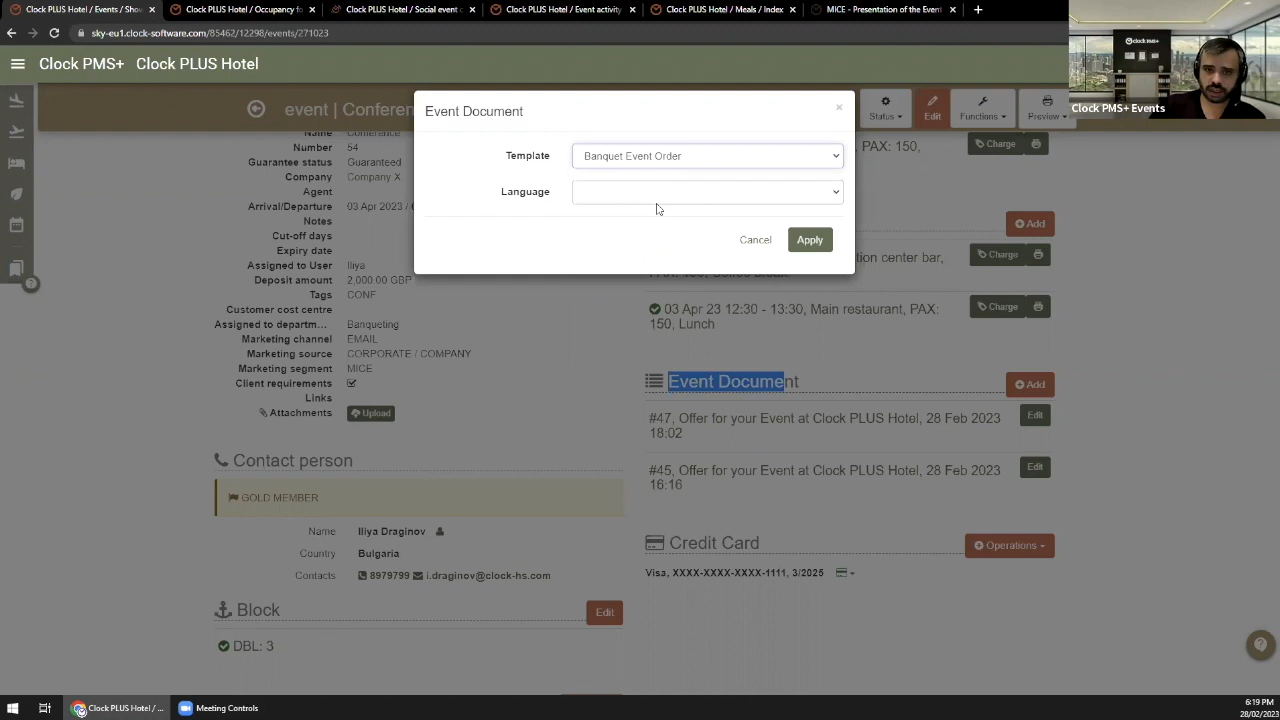 Clock PLUS Hotel / Events / Show
Clock PLUS Hotel / Occupancy fo
Clock PLUS Hotel / Social event c
Clock PLUS Hotel / Event activity
Clock PLUS Hotel / Meals / Index
MICE - Presentation of the Event
sky-eu1.clock-software.com/85462/12298/events/271023
Clock PMS+ Clock PLUS Hotel
Clock PMS+ Events
event | Conferen
Status
Edit
Functions
Preview
Event Document
×
Template
Banquet Event Order
Language
Cancel
Apply
Name Conference
Number 54
Guarantee status Guaranteed
Company Company X
Agent
Arrival/Departure 03 Apr 2023 /
Notes
Cut-off days
Expiry date
Assigned to User Iliya
Deposit amount 2,000.00 GBP
Tags CONF
Customer cost centre
Assigned to departm... Banqueting
Marketing channel EMAIL
Marketing source CORPORATE / COMPANY
Marketing segment MICE
Client requirements
Links
Attachments Upload
Contact person
GOLD MEMBER
Name Iliya Draginov
Country Bulgaria
Contacts 8979799 i.draginov@clock-hs.com
Block
Edit
DBL: 3
PAX: 150,
Charge
Add
tion center bar,
Charge
03 Apr 23 12:30 - 13:30, Main restaurant, PAX:
150, Lunch
Charge
Event Document
Add
#47, Offer for your Event at Clock PLUS Hotel, 28 Feb 2023
18:02
Edit
#45, Offer for your Event at Clock PLUS Hotel, 28 Feb 2023
16:16
Edit
Credit Card
Operations
Visa, XXXX-XXXX-XXXX-1111, 3/2025
Clock PLUS Hotel / ...
Meeting Controls
6:19 PM
28/02/2023